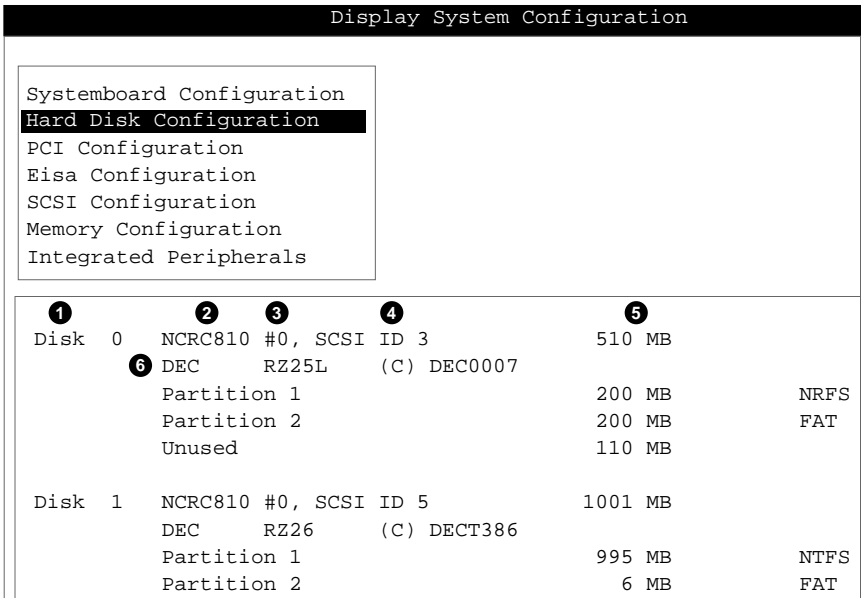 Display System Configuration
Systemboard Configuration
Hard Disk Configuration
PCI Configuration
Eisa Configuration
SCSI Configuration
Memory Configuration
Integrated Peripherals
1 2 3 4 5
Disk 0 NCRC810 #0, SCSI ID 3 510 MB
6 DEC RZ25L (C) DEC0007
Partition 1 200 MB NRFS
Partition 2 200 MB FAT
Unused 110 MB
Disk 1 NCRC810 #0, SCSI ID 5 1001 MB
DEC RZ26 (C) DECT386
Partition 1 995 MB NTFS
Partition 2 6 MB FAT